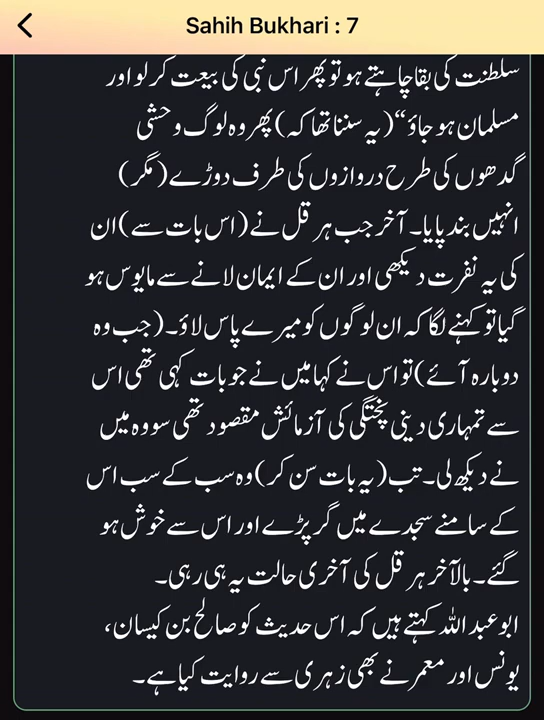 Sahih Bukhari : 7
سلطنت کی بقا چاہتے ہو تو پھر اس نبی کی بیعت کر لو اور
مسلمان ہو جاؤ“ (یہ سننا تھا کہ) پھر وہ لوگ وحشی
گدھوں کی طرح دروازوں کی طرف دوڑے (مگر)
انہیں بند پایا۔ آخر جب ہرقل نے (اس بات سے) ان
کی یہ نفرت دیکھی اور ان کے ایمان لانے سے مایوس ہو
گیا تو کہنے لگا کہ ان لوگوں کو میرے پاس لاؤ۔ (جب وہ
دوبارہ آئے) تو اس نے کہا میں نے جو بات کہی تھی اس
سے تمہاری دینی پختگی کی آزمائش مقصود تھی سو وہ میں
نے دیکھ لی۔ تب (یہ بات سن کر) وہ سب کے سب اس
کے سامنے سجدے میں گر پڑے اور اس سے خوش ہو
گئے۔ بالآخر ہرقل کی آخری حالت یہ ہی رہی۔
ابوعبداللہ کہتے ہیں کہ اس حدیث کو صالح بن کیسان،
یونس اور معمر نے بھی زہری سے روایت کیا ہے۔